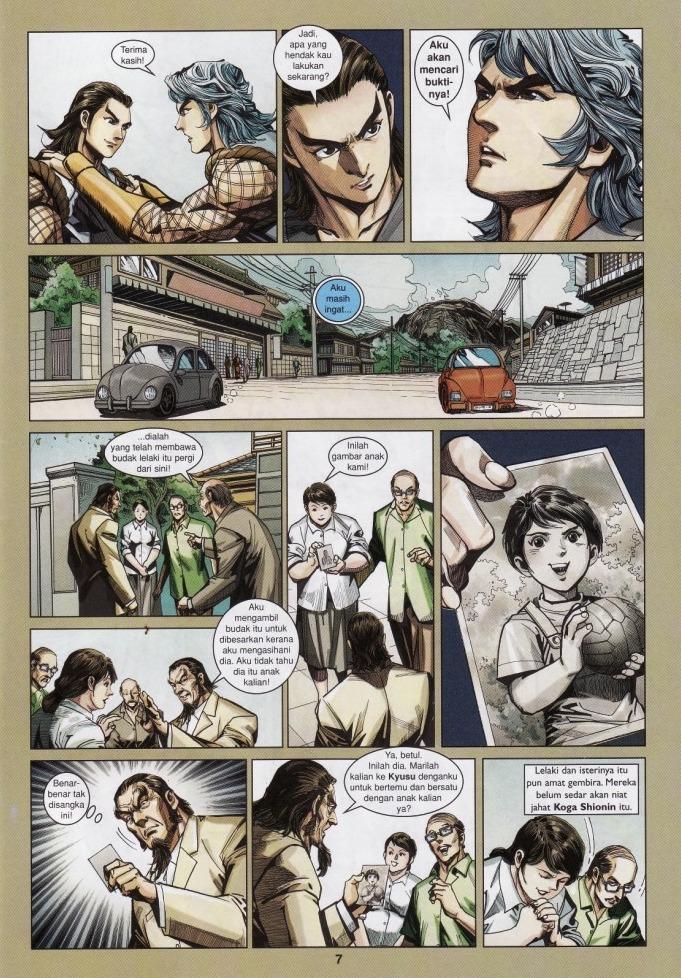 Terima
kasih!
Jadi,
apa yang
hendak kau
lakukan
sekarang?
Aku
akan
mencari
bukti-
nya!
Aku
masih
ingat...
...dialah
yang telah membawa
budak lelaki itu pergi
dari sini!
Inilah
gambar anak
kami!
Aku
mengambil
budak itu untuk
dibesarkan kerana
aku mengasihani
dia. Aku tidak tahu
dia itu anak
kalian!
Benar-
benar tak
disangka
ini!
Ya, betul.
Inilah dia. Marilah
kalian ke Kyusu denganku
untuk bertemu dan bersatu
dengan anak kalian
ya?
Lelaki dan isterinya itu
pun amat gembira. Mereka
belum sedar akan niat
jahat Koga Shionin itu.
7